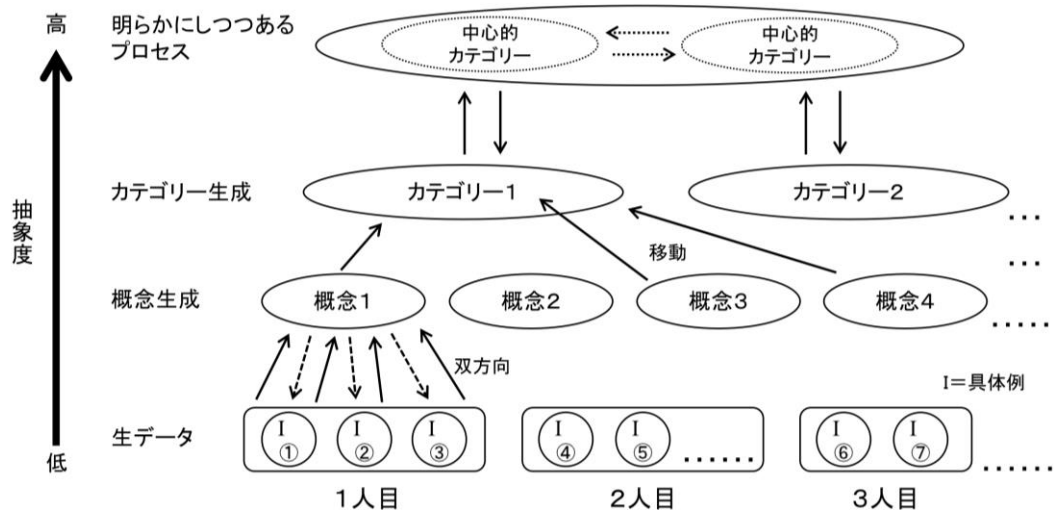 高
明らかにしつつある
プロセス
中心的
カテゴリー
中心的
カテゴリー
抽象度
カテゴリー生成
カテゴリー1
カテゴリー2
…
移動
…
概念生成
概念1
概念2
概念3
概念4
……
双方向
I=具体例
生データ
I
①
I
②
I
③
I
④
I
⑤
……
I
⑥
I
⑦
……
低
1人目
2人目
3人目